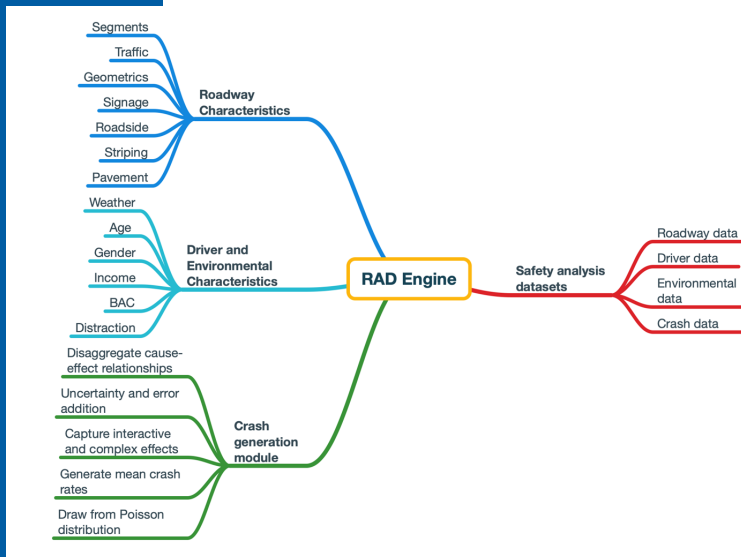 Segments
Traffic
Geometrics
Signage
Roadside
Striping
Pavement
Roadway
Characteristics
Weather
Age
Gender
Income
BAC
Distraction
Driver and
Environmental
Characteristics
Disaggregate cause-
effect relationships
Uncertainty and error
addition
Capture interactive
and complex effects
Generate mean crash
rates
Draw from Poisson
distribution
Crash
generation
module
RAD Engine
Safety analysis
datasets
Roadway data
Driver data
Environmental
data
Crash data